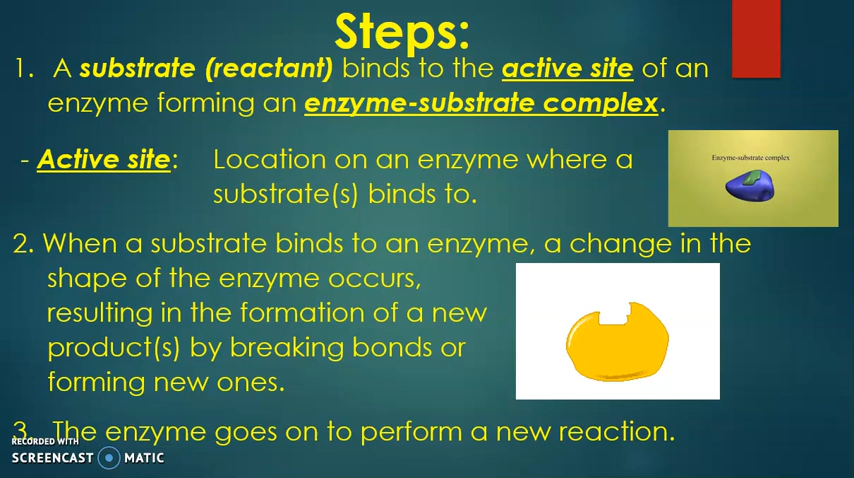 Steps:
1. A substrate (reactant) binds to the active site of an
enzyme forming an enzyme-substrate complex.
- Active site: Location on an enzyme where a
substrate(s) binds to.
Enzyme-substrate complex
2. When a substrate binds to an enzyme, a change in the
shape of the enzyme occurs,
resulting in the formation of a new
product(s) by breaking bonds or
forming new ones.
3. The enzyme goes on to perform a new reaction.
RECORDED WITH
SCREENCAST MATIC